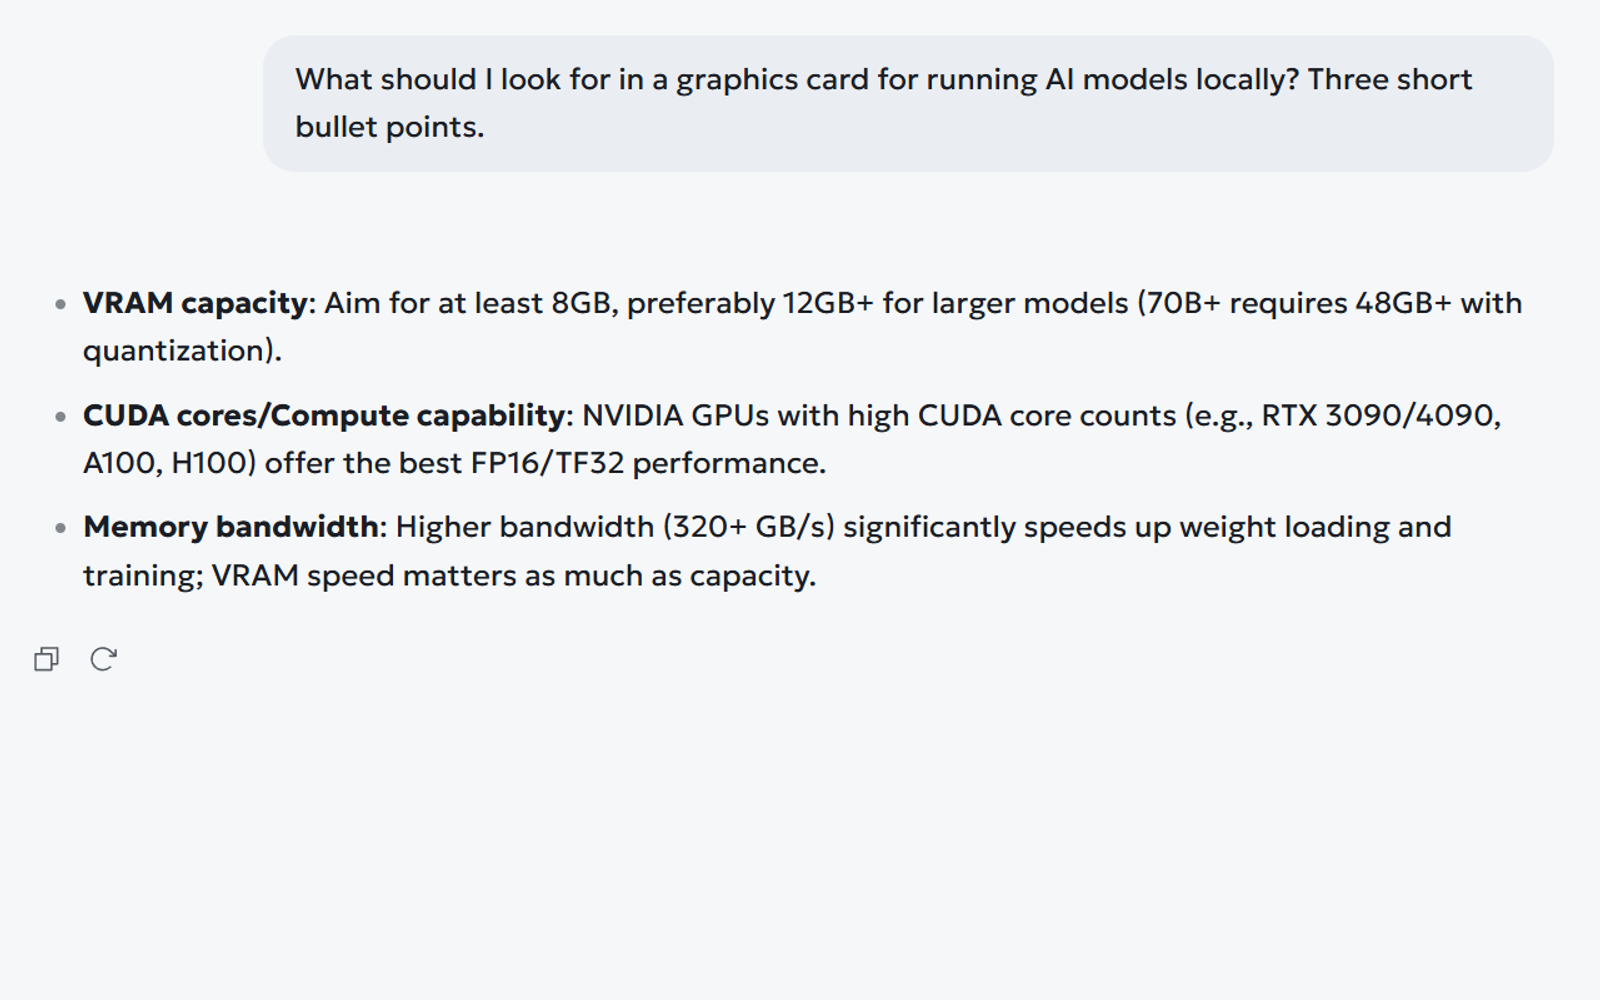 What should I look for in a graphics card for running AI models locally? Three short
bullet points.
• VRAM capacity: Aim for at least 8GB, preferably 12GB+ for larger models (70B+ requires 48GB+ with
quantization).
• CUDA cores/Compute capability: NVIDIA GPUs with high CUDA core counts (e.g., RTX 3090/4090,
A100, H100) offer the best FP16/TF32 performance.
• Memory bandwidth: Higher bandwidth (320+ GB/s) significantly speeds up weight loading and
training; VRAM speed matters as much as capacity.